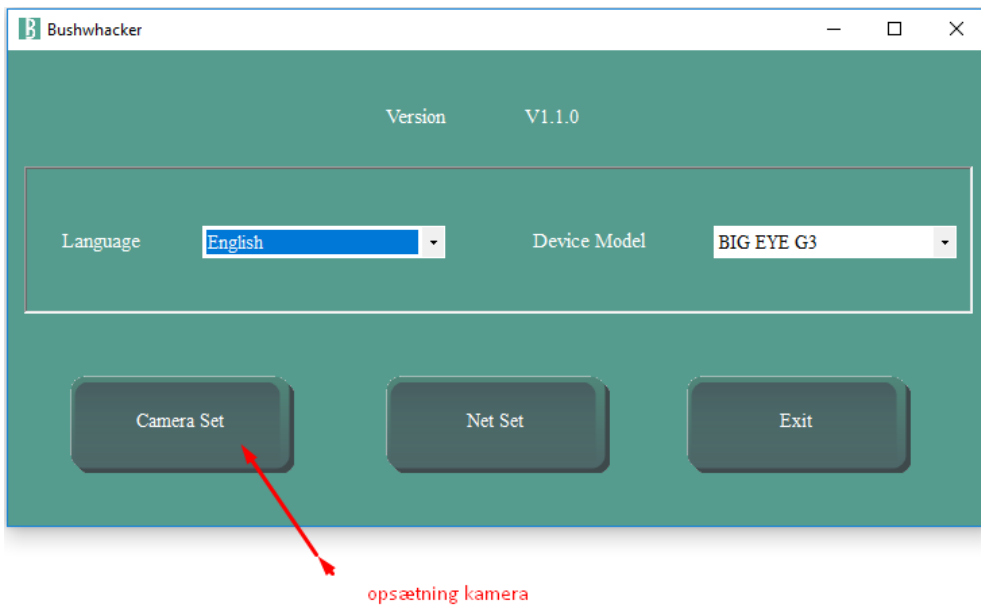 Bushwhacker
Version V1.1.0
Language English Device Model BIG EYE G3
Camera Set Net Set Exit
opsætning kamera